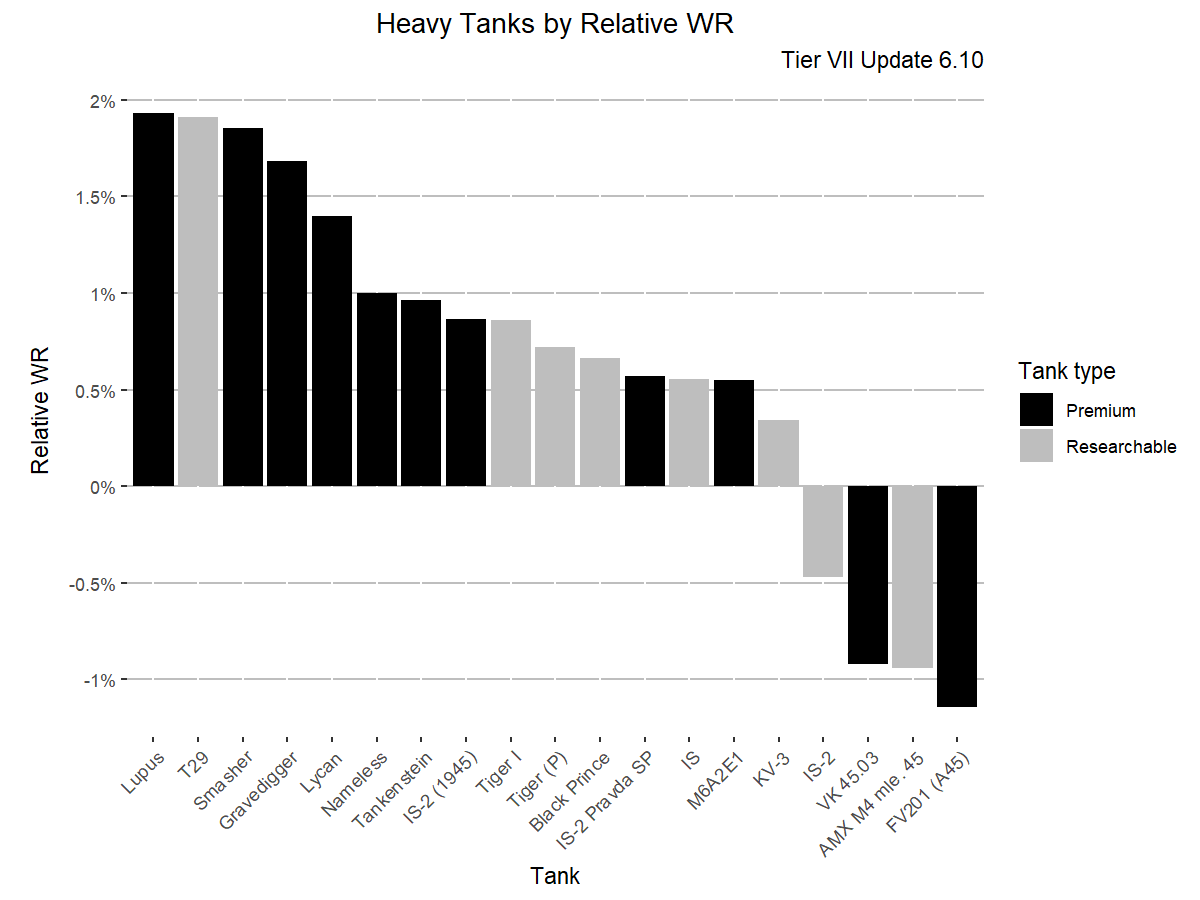 Heavy Tanks by Relative WR
Tier VII Update 6.10
2%
1.5%
1%
0.5%
0%
-0.5%
-1%
Relative WR
Lupus
T29
Smasher
Gravedigger
Lycan
Nameless
Tankenstein
IS-2 (1945)
Tiger I
Tiger (P)
Black Prince
IS-2 Pravda SP
IS
M6A2E1
KV-3
IS-2
VK 45.03
AMX M4 mle. 45
FV201 (A45)
Tank
Tank type
Premium
Researchable